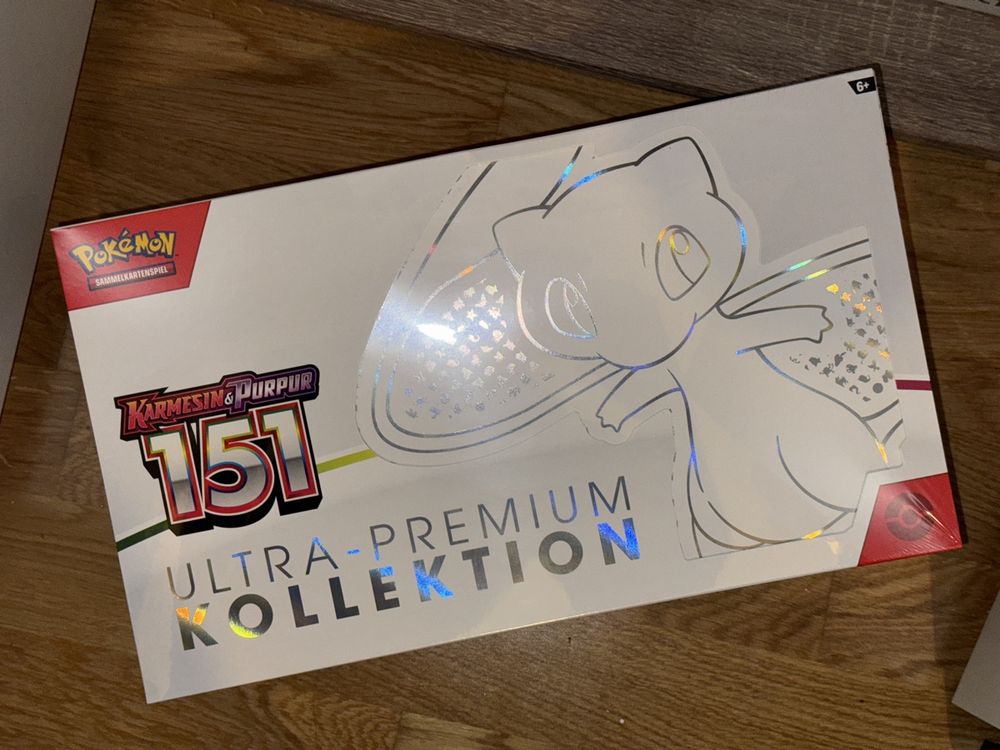 6+
POKÉMON
SAMMELKARTENSPIEL
KARMESIN & PURPUR
151
ULTRA-PREMIUM
KOLLEKTION